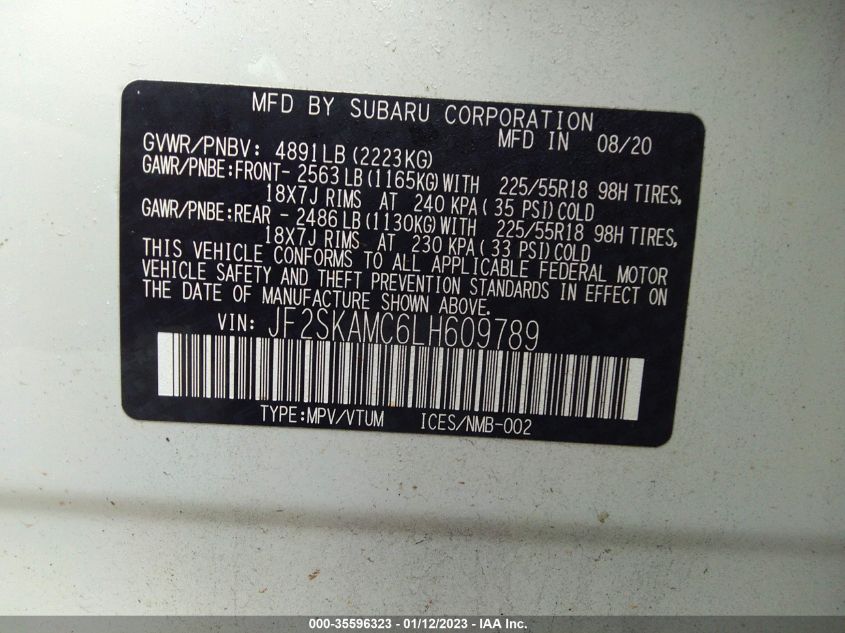 MFD BY SUBARU CORPORATION
MFD IN 08/20
GVWR/PNBV: 4891LB (2223KG)
GAWR/PNBE:FRONT- 2563 LB (1165KG) WITH 225/55R18 98H TIRES,
18X7J RIMS AT 240 KPA ( 35 PSI) COLD
GAWR/PNBE:REAR - 2486 LB (1130KG) WITH 225/55R18 98H TIRES,
18X7J RIMS AT 230 KPA ( 33 PSI) COLD
THIS VEHICLE CONFORMS TO ALL APPLICABLE FEDERAL MOTOR
VEHICLE SAFETY AND THEFT PREVENTION STANDARDS IN EFFECT ON
THE DATE OF MANUFACTURE SHOWN ABOVE.
VIN: JF2SKAMC6LH609789
TYPE:MPV/VTUM ICES/NMB-002
000-35596323 - 01/12/2023 - IAA Inc.